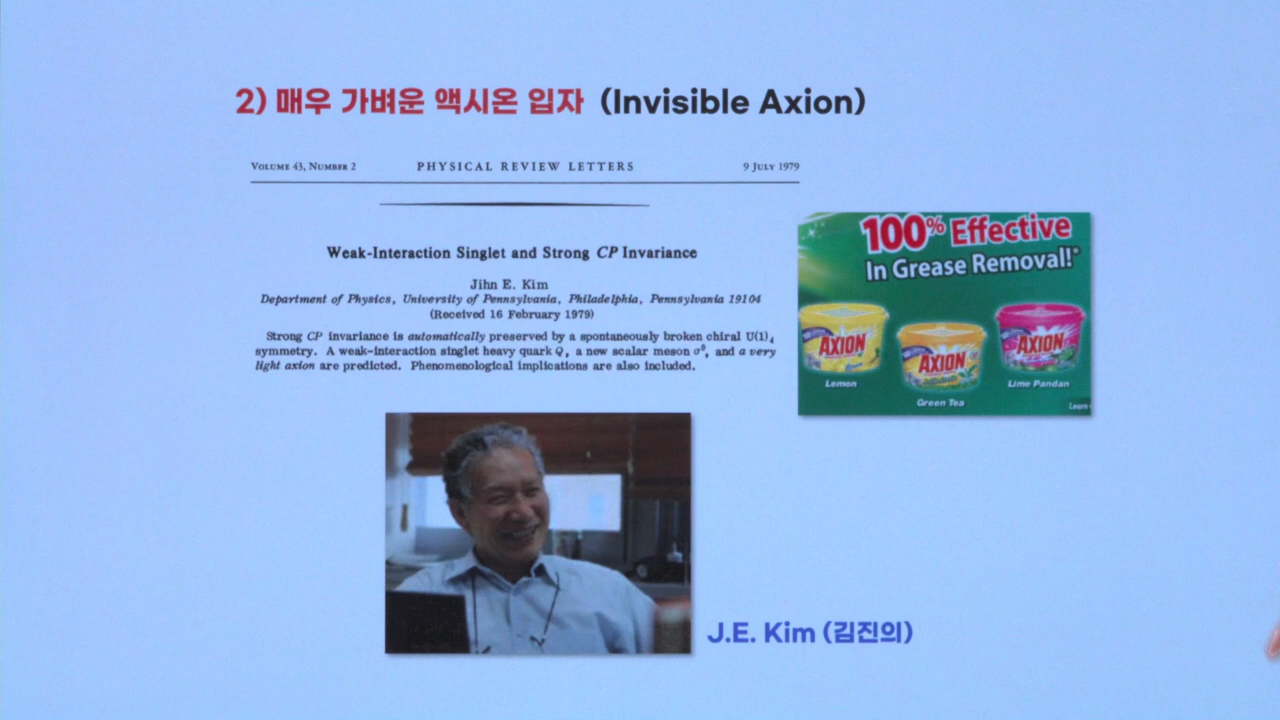 2) 매우 가벼운 액시온 입자 (Invisible Axion)
VOLUME 43, NUMBER 2 PHYSICAL REVIEW LETTERS 9 JULY 1979
Weak-Interaction Singlet and Strong CP Invariance
Jihn E. Kim
Department of Physics, University of Pennsylvania, Philadelphia, Pennsylvania 19104
(Received 16 February 1979)
Strong CP invariance is automatically preserved by a spontaneously broken chiral U(1)₄
symmetry. A weak-interaction singlet heavy quark Q, a new scalar meson σ⁰, and a very
light axion are predicted. Phenomenological implications are also included.
100% Effective
In Grease Removal!*
AXION
AXION
AXION
Lemon
Green Tea
Lime Pandan
Learn
J.E. Kim (김진의)